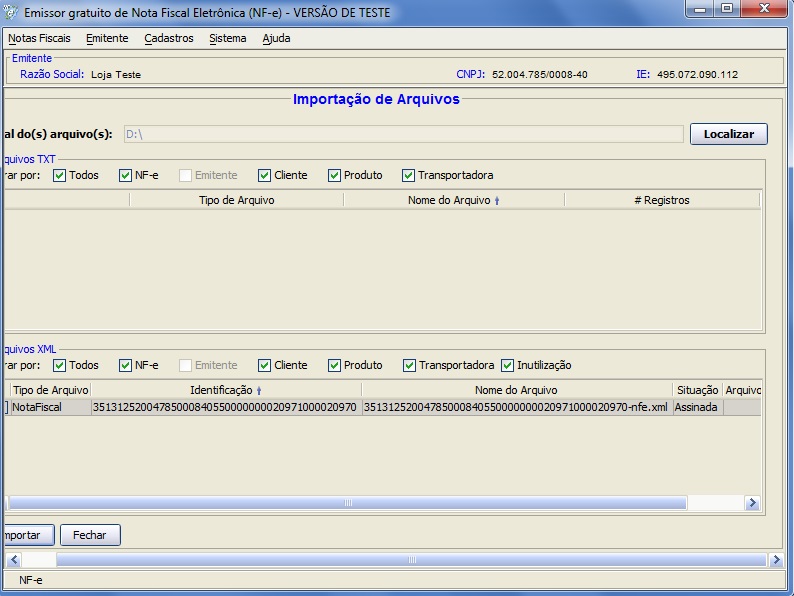 Emissor gratuito de Nota Fiscal Eletrônica (NF-e) - VERSÃO DE TESTE
Notas Fiscais Emitente Cadastros Sistema Ajuda
Emitente
Razão Social: Loja Teste CNPJ: 52.004.785/0008-40 IE: 495.072.090.112
Importação de Arquivos
al do(s) arquivo(s): D:\ Localizar
quivos TXT
rar por: Todos NF-e Emitente Cliente Produto Transportadora
Tipo de Arquivo Nome do Arquivo # Registros
quivos XML
rar por: Todos NF-e Emitente Cliente Produto Transportadora Inutilização
Tipo de Arquivo Identificação Nome do Arquivo Situação Arquivo
NotaFiscal 35131252004785000840550000000020971000020970 35131252004785000840550000000020971000020970-nfe.xml Assinada
mportar Fechar
NF-e